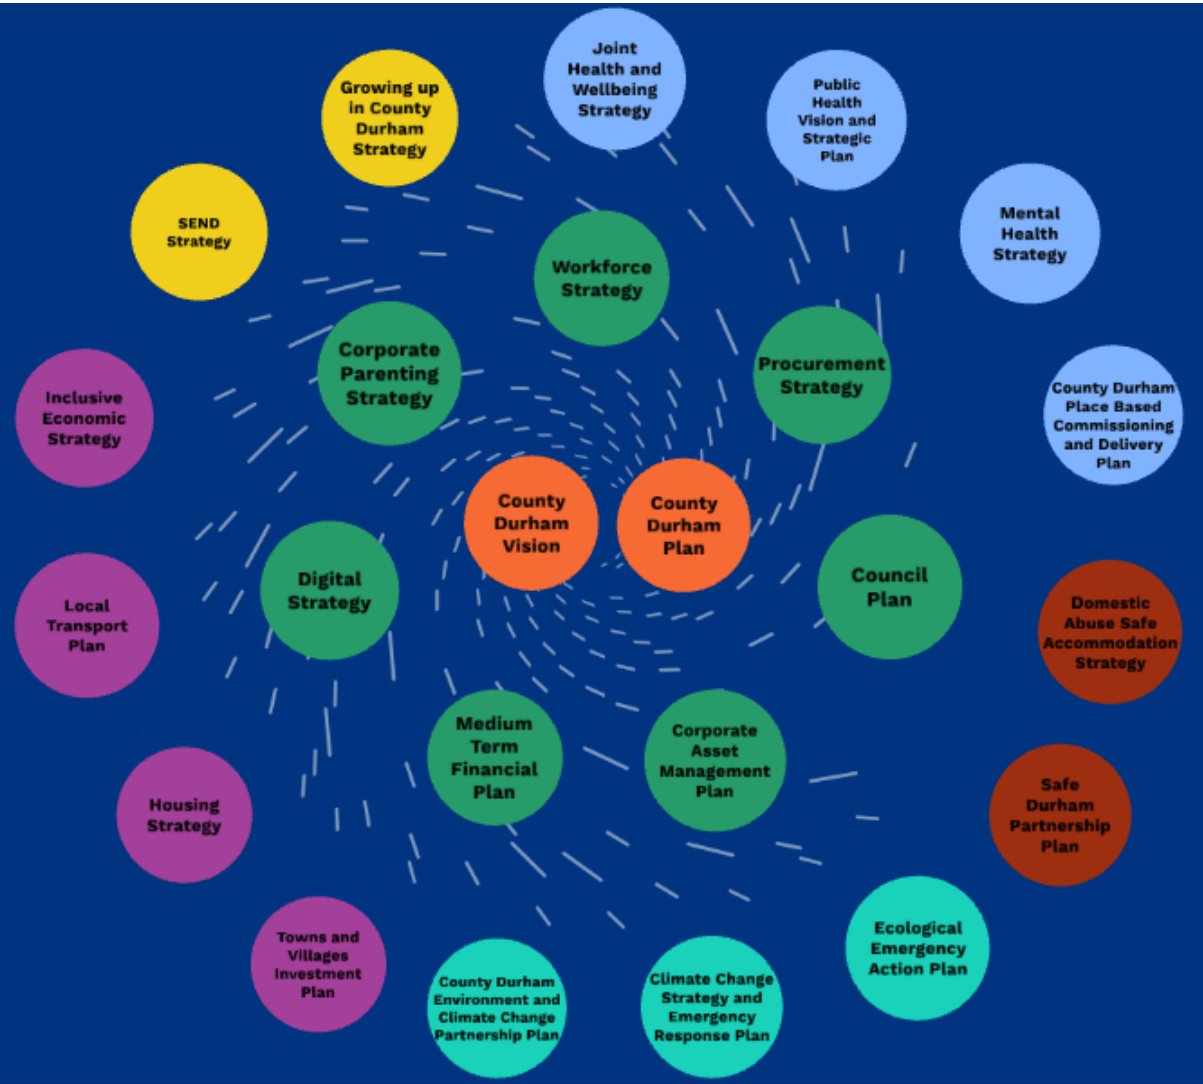 Joint
Health and
Wellbeing
Strategy
Growing up
in County
Durham
Strategy
Public
Health
Vision and
Strategic
Plan
SEND
Strategy
Mental
Health
Strategy
Workforce
Strategy
Corporate
Parenting
Strategy
Procurement
Strategy
Inclusive
Economic
Strategy
County Durham
Place Based
Commissioning
and Delivery
Plan
County
Durham
Vision
County
Durham
Plan
Digital
Strategy
Council
Plan
Local
Transport
Plan
Domestic
Abuse Safe
Accommodation
Strategy
Medium
Term
Financial
Plan
Corporate
Asset
Management
Plan
Housing
Strategy
Safe
Durham
Partnership
Plan
Towns and
Villages
Investment
Plan
County Durham
Environment and
Climate Change
Partnership Plan
Climate Change
Strategy and
Emergency
Response Plan
Ecological
Emergency
Action Plan